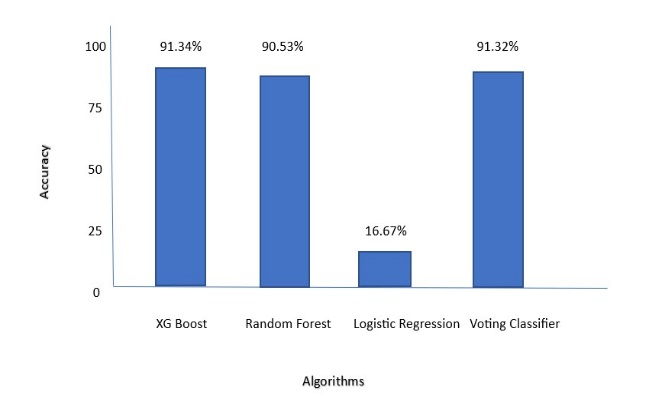 100
91.34%
90.53%
91.32%
75
50
Accuracy
25
16.67%
0
XG Boost
Random Forest
Logistic Regression
Voting Classifier
Algorithms